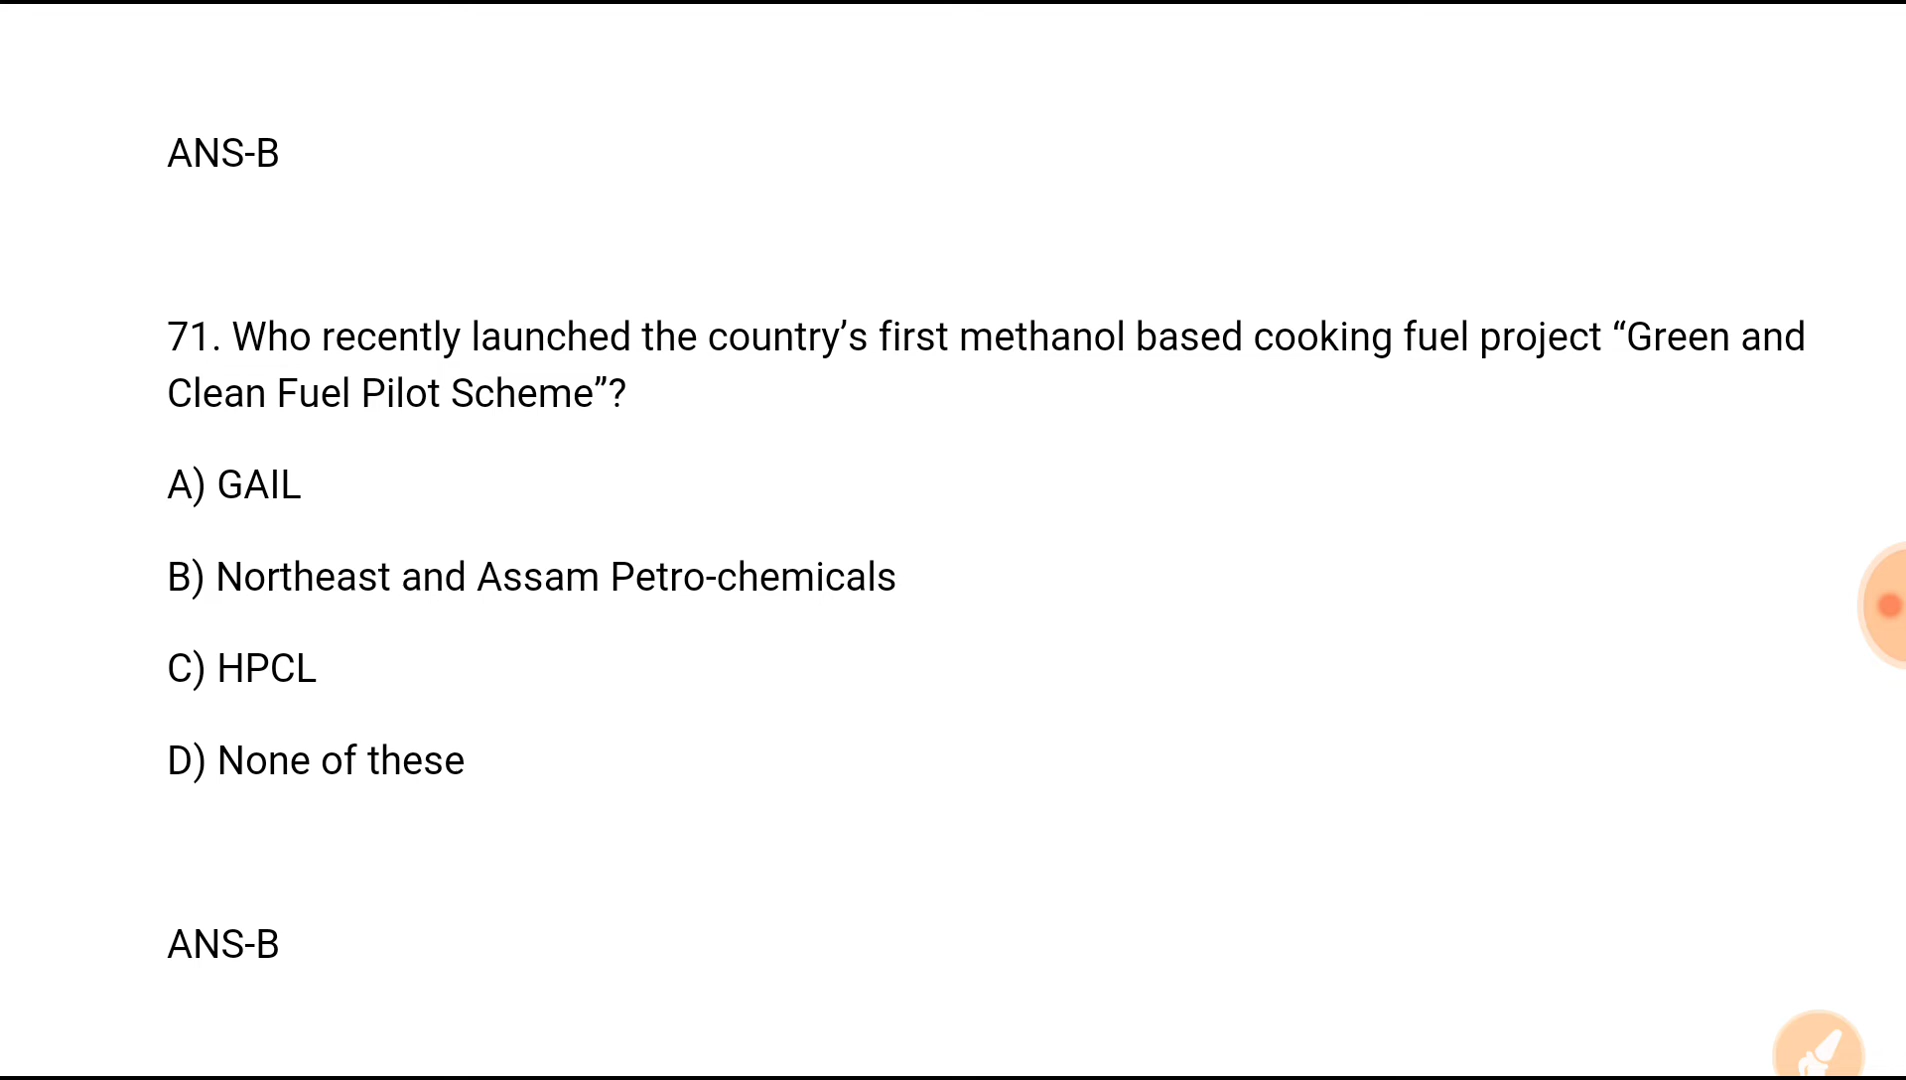 ANS-B
71. Who recently launched the country’s first methanol based cooking fuel project “Green and
Clean Fuel Pilot Scheme”?
A) GAIL
B) Northeast and Assam Petro-chemicals
C) HPCL
D) None of these
ANS-B